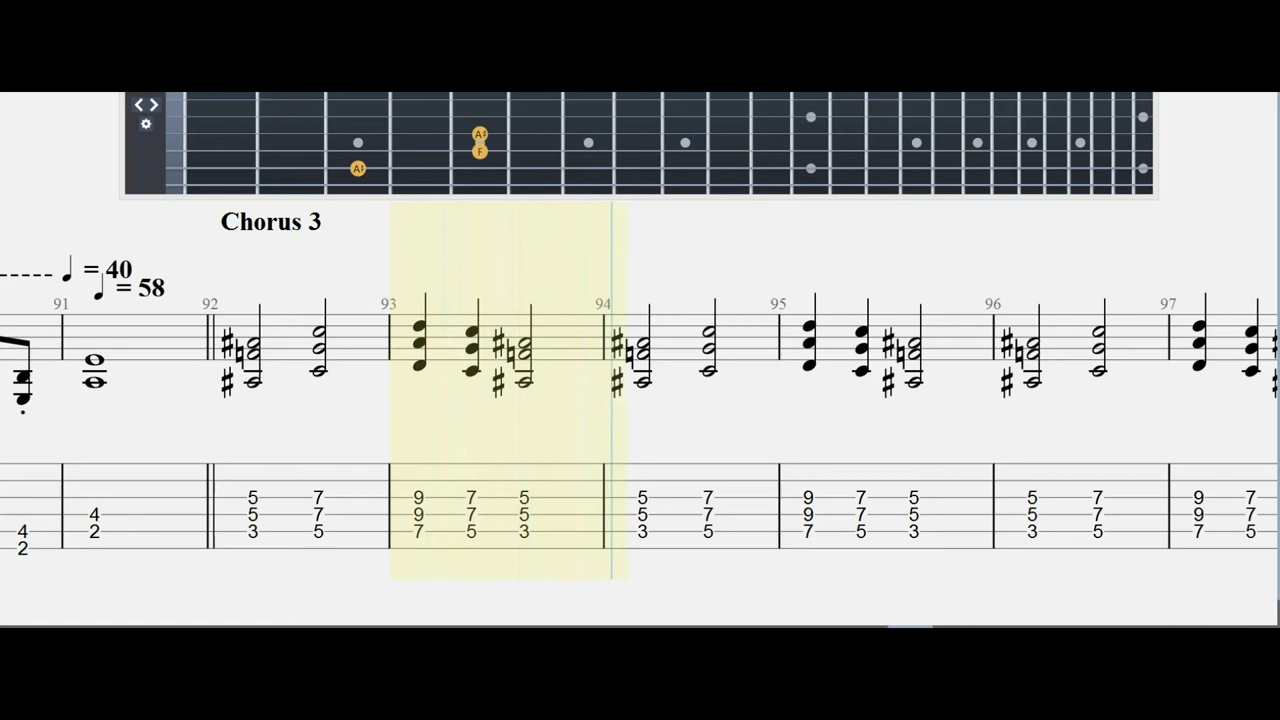 A♯
F
A♯
Chorus 3
= 40
= 58
91 92 93 94 95 96 97
5 7 9 7 5 5 7 9 7 5 5 7 9 7
4 5 7 9 7 5 5 7 9 7 5 5 7 9 7
4 2 3 5 7 5 3 3 5 7 5 3 3 5 7 5
2